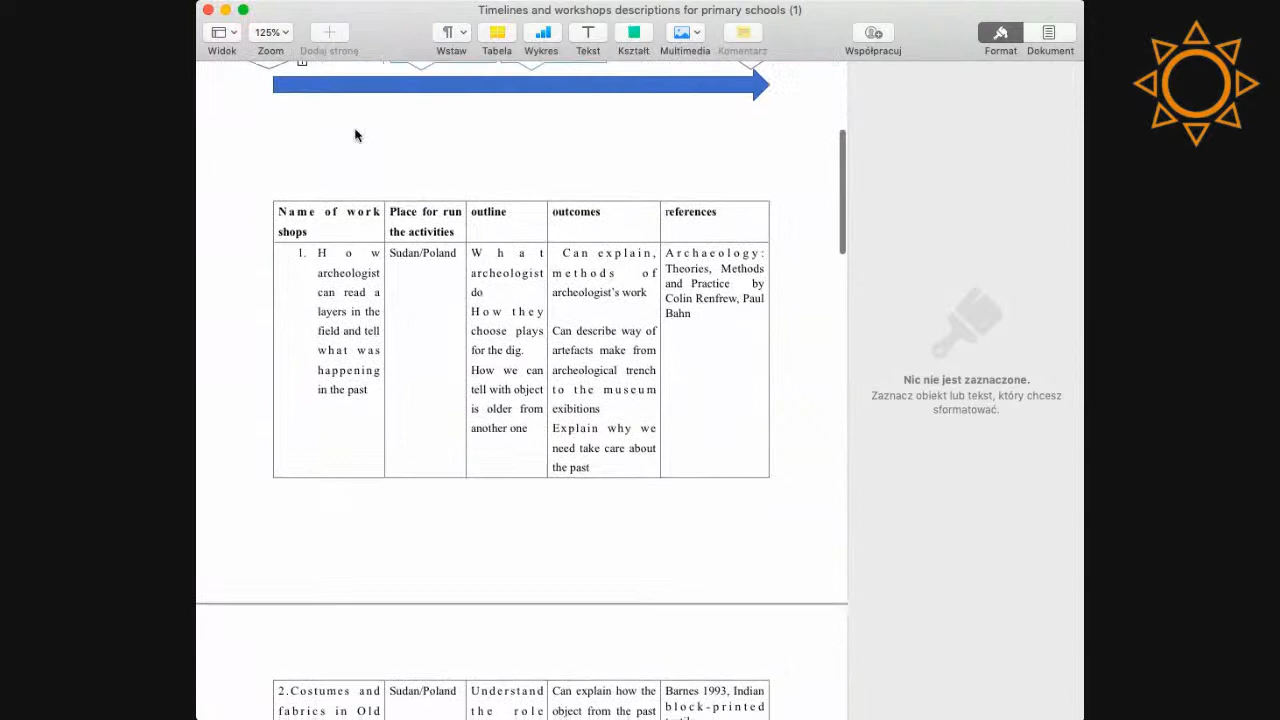 Timelines and workshops descriptions for primary schools (1)
125%
Widok
Zoom
Dodaj stronę
Wstaw
Tabela
Wykres
Tekst
Kształt
Multimedia
Komentarz
Współpracuj
Format
Dokument
Name of work
shops
Place for run
the activities
outline
outcomes
references
1. How
archeologist
can read a
layers in the
field and tell
what was
happening
in the past
Sudan/Poland
What
archeologist
do
How they
choose plays
for the dig.
How we can
tell with object
is older from
another one
Can explain,
methods of
archeologist's work
Can describe way of
artefacts make from
archeological trench
to the museum
exibitions
Explain why we
need take care about
the past
Archaeology:
Theories, Methods
and Practice by
Colin Renfrew, Paul
Bahn
2.Costumes and
fabrics in Old
Sudan/Poland
Understand
the role
Can explain how the
object from the past
Barnes 1993, Indian
block-printed
Nic nie jest zaznaczone.
Zaznacz obiekt lub tekst, który chcesz
sformatować.